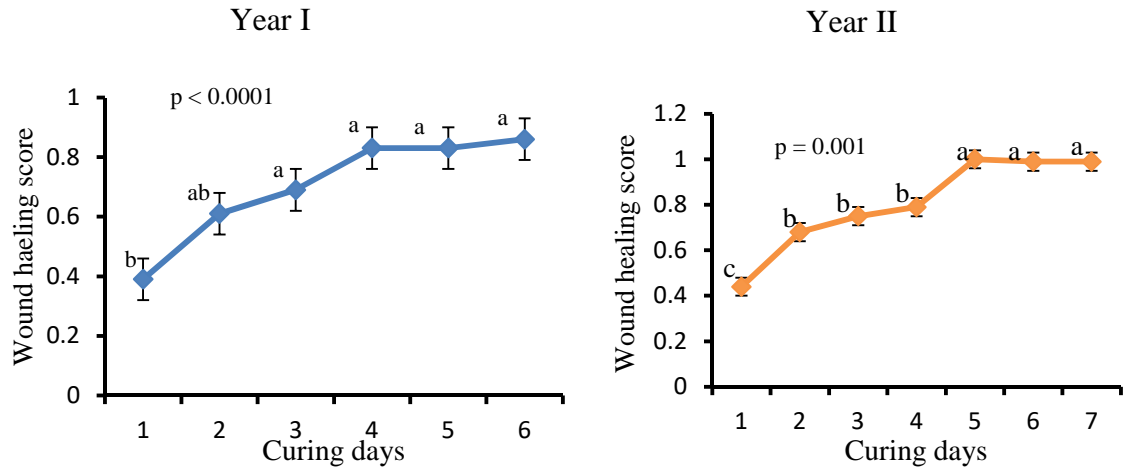 Year I
p < 0.0001
Wound haeling score
1
0.8
0.6
0.4
0.2
0
b
ab
a
a
a
a
1 2 3 4 5 6
Curing days
Year II
p = 0.001
Wound healing score
1.2
1
0.8
0.6
0.4
0.2
0
c
b
b
b
a
a
a
1 2 3 4 5 6 7
Curing days